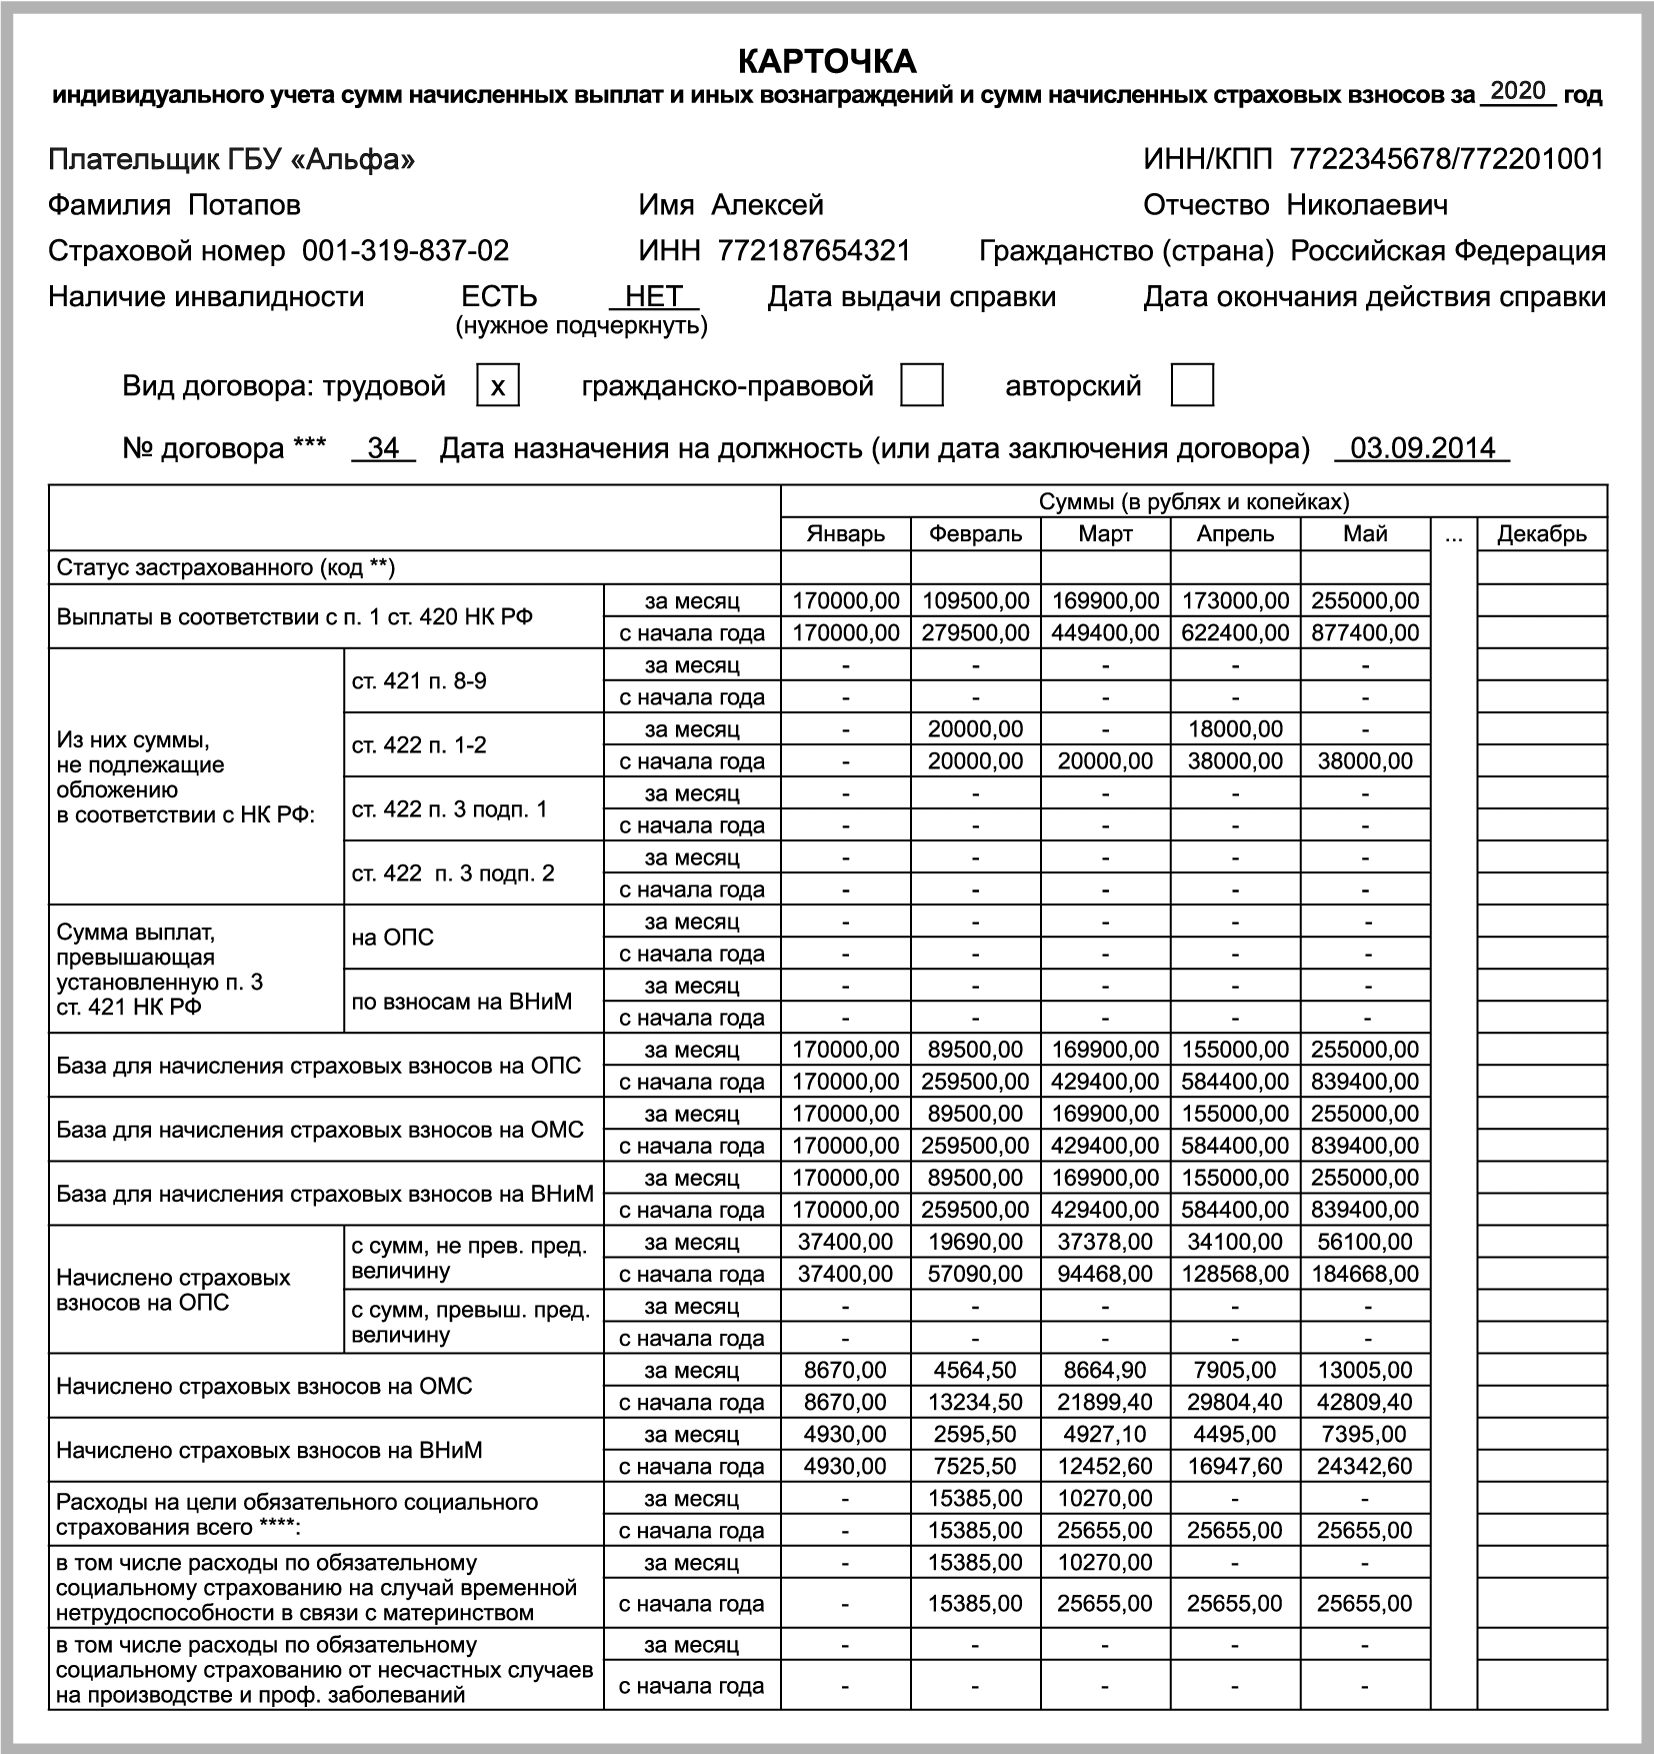 КАРТОЧКА
индивидуального учета сумм начисленных выплат и иных вознаграждений и сумм начисленных страховых взносов за 2020 год
Плательщик ГБУ «Альфа» ИНН/КПП 7722345678/772201001
Фамилия Потапов Имя Алексей Отчество Николаевич
Страховой номер 001-319-837-02 ИНН 772187654321 Гражданство (страна) Российская Федерация
Наличие инвалидности ЕСТЬ НЕТ Дата выдачи справки Дата окончания действия справки
(нужное подчеркнуть)
Вид договора: трудовой x гражданско-правовой авторский
№ договора *** 34 Дата назначения на должность (или дата заключения договора) 03.09.2014
Суммы (в рублях и копейках)
Январь Февраль Март Апрель Май ... Декабрь
Статус застрахованного (код **)
Выплаты в соответствии с п. 1 ст. 420 НК РФ
за месяц 170000,00 109500,00 169900,00 173000,00 255000,00
с начала года 170000,00 279500,00 449400,00 622400,00 877400,00
Из них суммы,
не подлежащие
обложению
в соответствии с НК РФ:
ст. 421 п. 8-9
за месяц - - - - -
с начала года - - - - -
ст. 422 п. 1-2
за месяц - 20000,00 - 18000,00 -
с начала года - 20000,00 20000,00 38000,00 38000,00
ст. 422 п. 3 подп. 1
за месяц - - - - -
с начала года - - - - -
ст. 422 п. 3 подп. 2
за месяц - - - - -
с начала года - - - - -
Сумма выплат,
превышающая
установленную п. 3
ст. 421 НК РФ
на ОПС
за месяц - - - - -
с начала года - - - - -
по взносам на ВНиМ
за месяц - - - - -
с начала года - - - - -
База для начисления страховых взносов на ОПС
за месяц 170000,00 89500,00 169900,00 155000,00 255000,00
с начала года 170000,00 259500,00 429400,00 584400,00 839400,00
База для начисления страховых взносов на ОМС
за месяц 170000,00 89500,00 169900,00 155000,00 255000,00
с начала года 170000,00 259500,00 429400,00 584400,00 839400,00
База для начисления страховых взносов на ВНиМ
за месяц 170000,00 89500,00 169900,00 155000,00 255000,00
с начала года 170000,00 259500,00 429400,00 584400,00 839400,00
Начислено страховых
взносов на ОПС
с сумм, не прев. пред.
величину
за месяц 37400,00 19690,00 37378,00 34100,00 56100,00
с начала года 37400,00 57090,00 94468,00 128568,00 184668,00
с сумм, превыш. пред.
величину
за месяц - - - - -
с начала года - - - - -
Начислено страховых взносов на ОМС
за месяц 8670,00 4564,50 8664,90 7905,00 13005,00
с начала года 8670,00 13234,50 21899,40 29804,40 42809,40
Начислено страховых взносов на ВНиМ
за месяц 4930,00 2595,50 4927,10 4495,00 7395,00
с начала года 4930,00 7525,50 12452,60 16947,60 24342,60
Расходы на цели обязательного социального
страхования всего ****:
за месяц - 15385,00 10270,00 - -
с начала года - 15385,00 25655,00 25655,00 25655,00
в том числе расходы по обязательному
социальному страхованию на случай временной
нетрудоспособности в связи с материнством
за месяц - 15385,00 10270,00 - -
с начала года - 15385,00 25655,00 25655,00 25655,00
в том числе расходы по обязательному
социальному страхованию от несчастных случаев
на производстве и проф. заболеваний
за месяц - - - - -
с начала года - - - - -